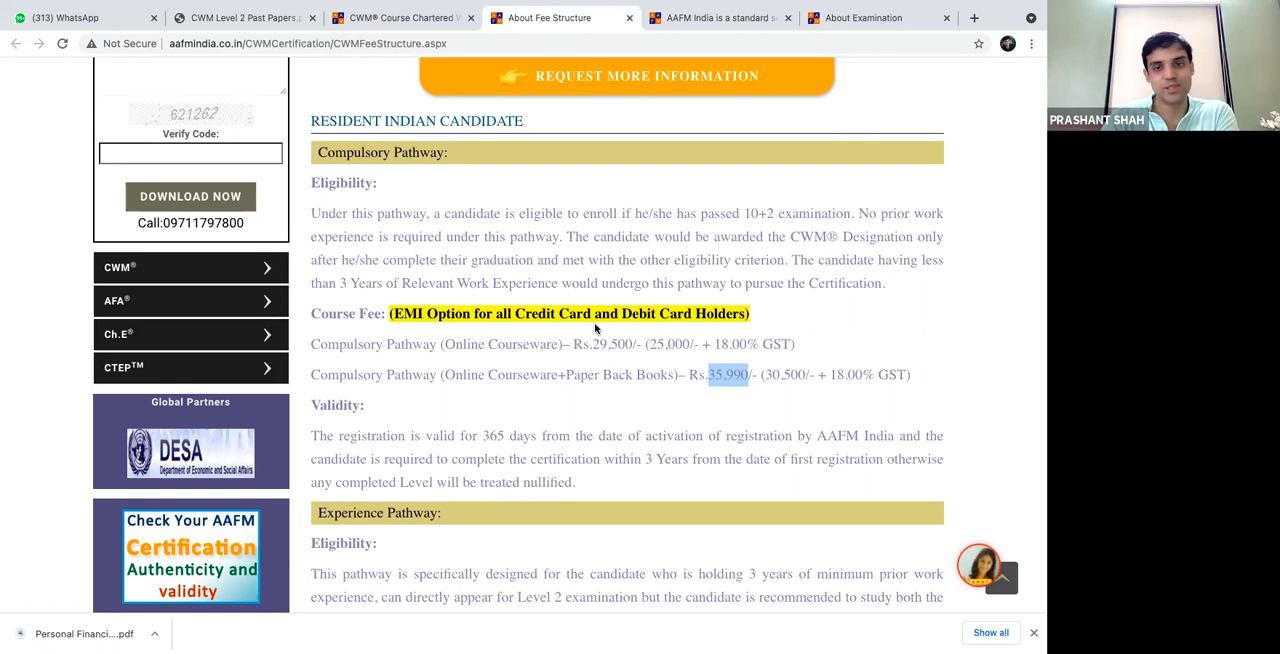 (313) WhatsApp
CWM Level 2 Past Papers.p
CWM® Course Chartered W
About Fee Structure
AAFM India is a standard se
About Examination
Not Secure
aafmindia.co.in/CWMCertification/CWMFeeStructure.aspx
PRASHANT SHAH
REQUEST MORE INFORMATION
621262
Verify Code:
DOWNLOAD NOW
Call:09711797800
CWM®
AFA®
Ch.E®
CTEP™
Global Partners
DESA
Department of Economic and Social Affairs
Check Your AAFM
Certification
Authenticity and
validity
RESIDENT INDIAN CANDIDATE
Compulsory Pathway:
Eligibility:
Under this pathway, a candidate is eligible to enroll if he/she has passed 10+2 examination. No prior work
experience is required under this pathway. The candidate would be awarded the CWM® Designation only
after he/she complete their graduation and met with the other eligibility criterion. The candidate having less
than 3 Years of Relevant Work Experience would undergo this pathway to pursue the Certification.
Course Fee: (EMI Option for all Credit Card and Debit Card Holders)
Compulsory Pathway (Online Courseware)– Rs.29,500/- (25,000/- + 18.00% GST)
Compulsory Pathway (Online Courseware+Paper Back Books)– Rs.35,990/- (30,500/- + 18.00% GST)
Validity:
The registration is valid for 365 days from the date of activation of registration by AAFM India and the
candidate is required to complete the certification within 3 Years from the date of first registration otherwise
any completed Level will be treated nullified.
Experience Pathway:
Eligibility:
This pathway is specifically designed for the candidate who is holding 3 years of minimum prior work
experience, can directly appear for Level 2 examination but the candidate is recommended to study both the
Personal Financi....pdf
Show all